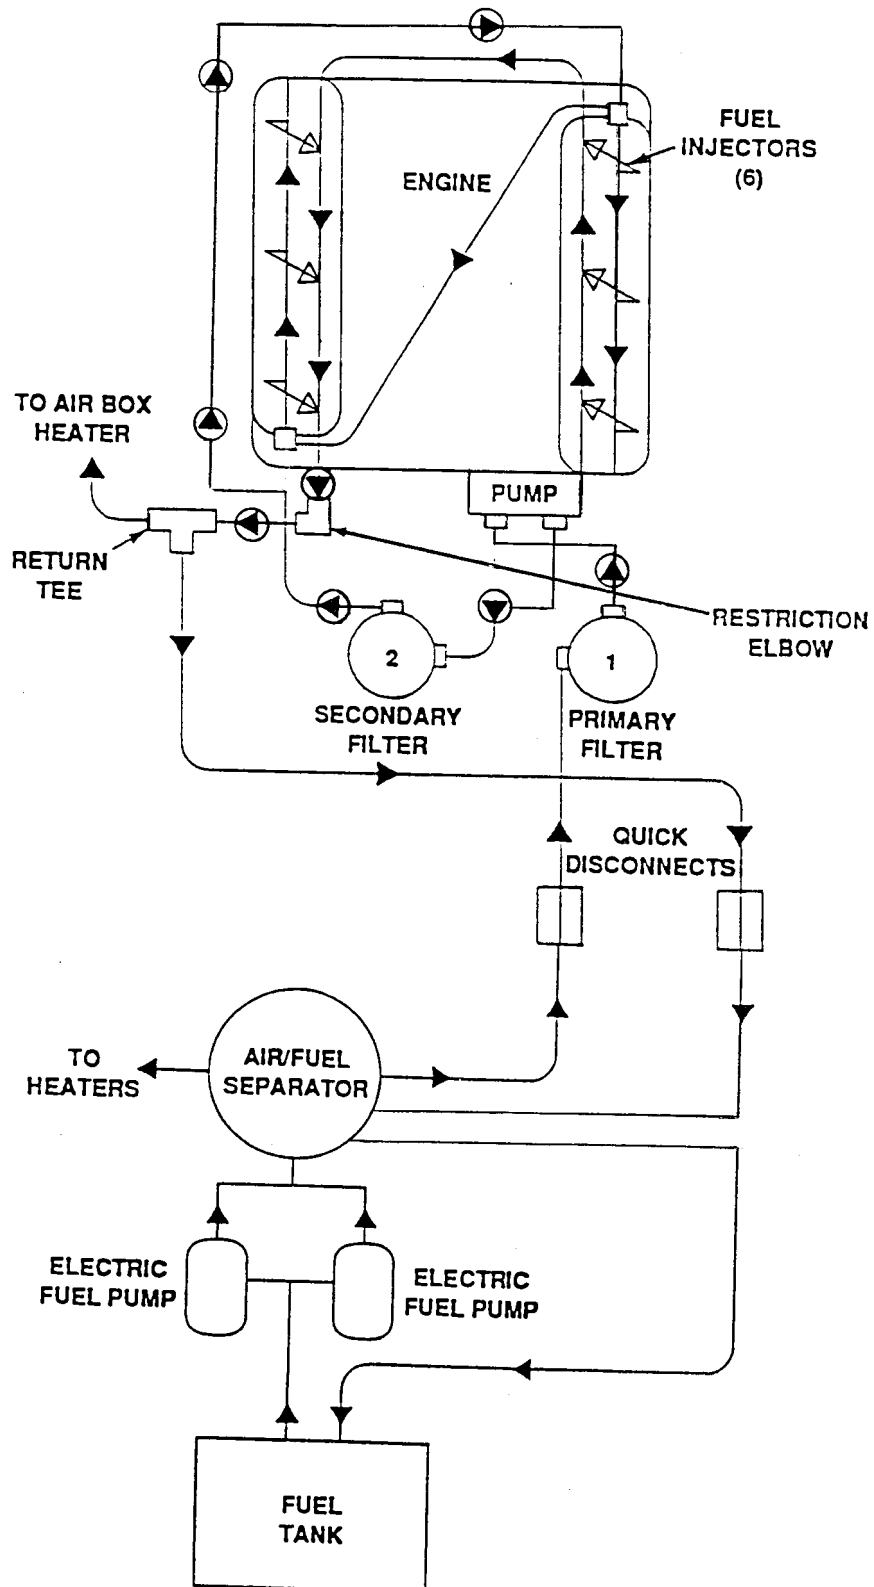 FUEL
INJECTORS
(6)
ENGINE
TO AIR BOX
HEATER
PUMP
RETURN
TEE
RESTRICTION
ELBOW
2
1
SECONDARY
FILTER
PRIMARY
FILTER
QUICK
DISCONNECTS
TO
HEATERS
AIR/FUEL
SEPARATOR
ELECTRIC
FUEL PUMP
ELECTRIC
FUEL PUMP
FUEL
TANK